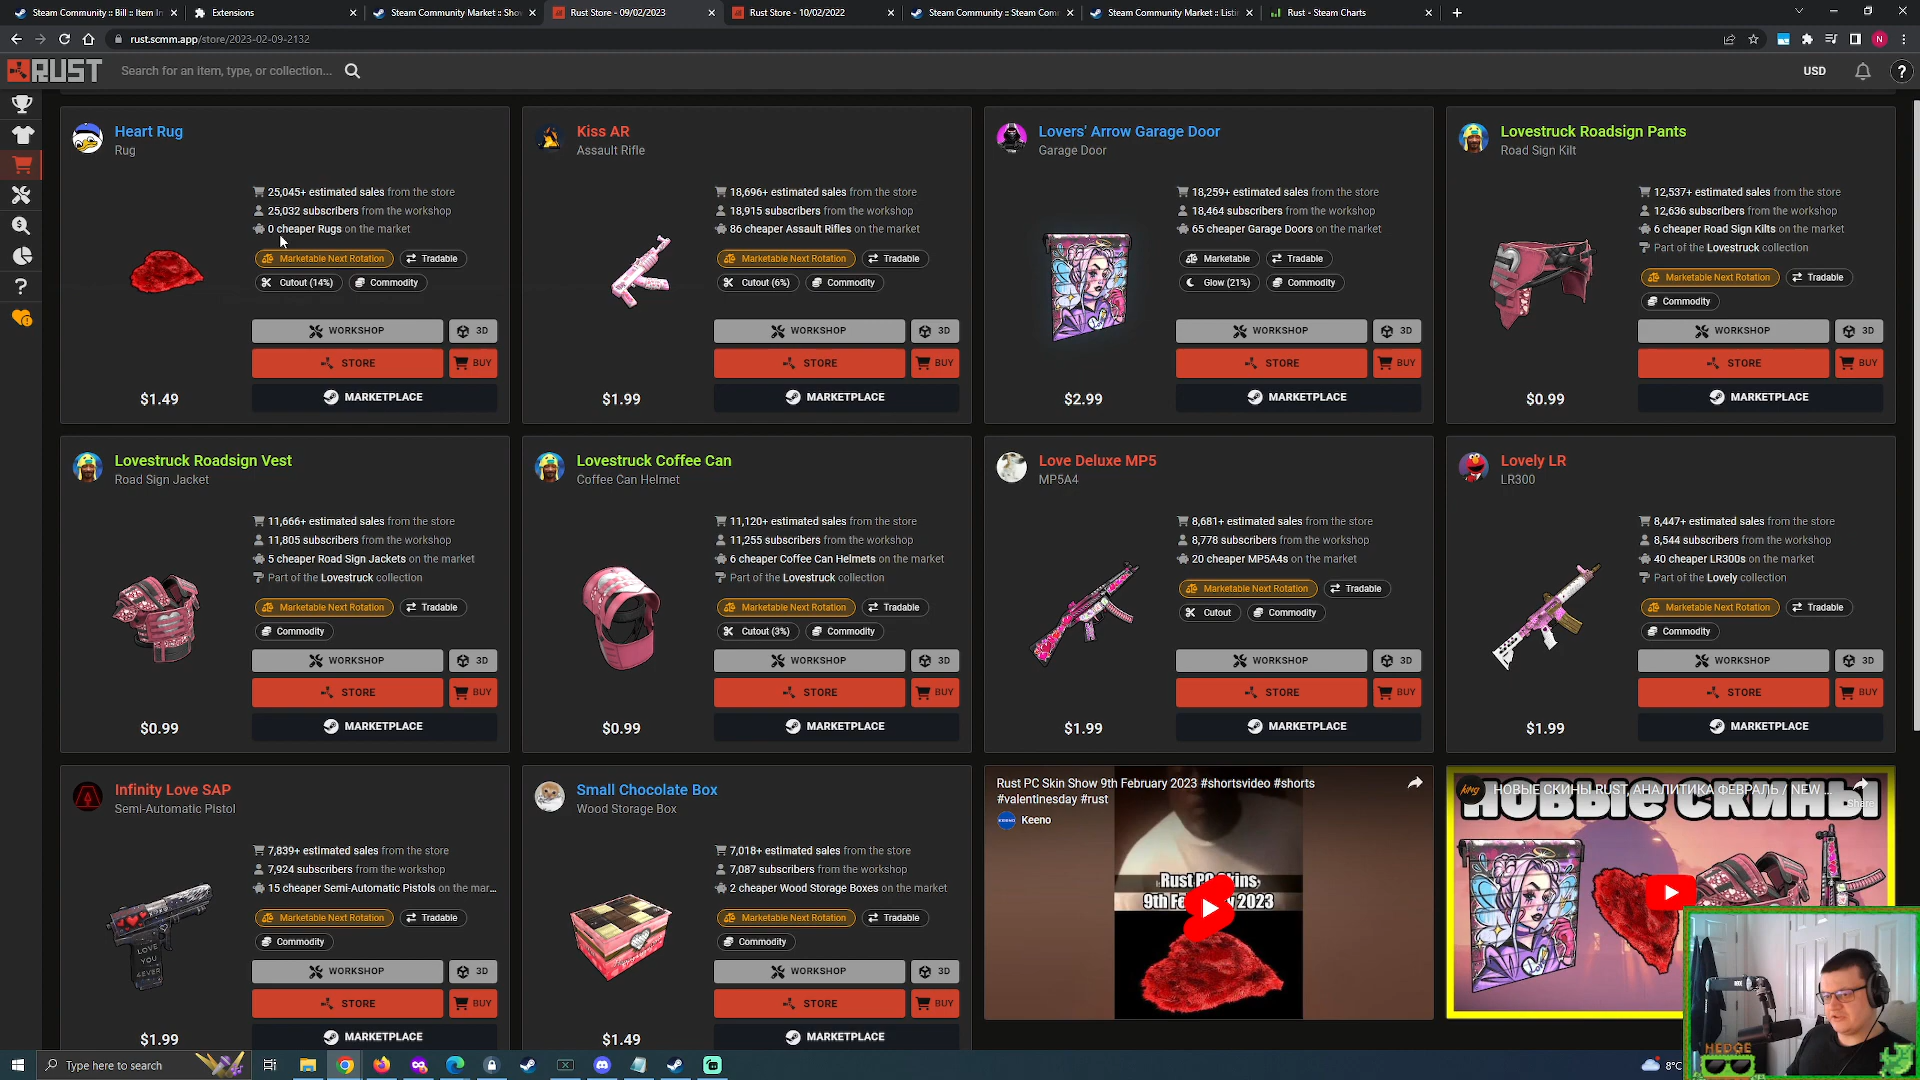 Steam Community :: Bill :: Item In
Extensions
Steam Community Market :: Show
Rust Store - 09/02/2023
Rust Store - 10/02/2022
Steam Community :: Steam Com
Steam Community Market :: Listi
Rust - Steam Charts
rust.scmm.app/store/2023-02-09-2132
RUST
Search for an item, type, or collection...
USD
Heart Rug
Rug
25,045+ estimated sales from the store
25,032 subscribers from the workshop
0 cheaper Rugs on the market
Marketable Next Rotation
Tradable
Cutout (14%)
Commodity
WORKSHOP
3D
STORE
BUY
$1.49
MARKETPLACE
Kiss AR
Assault Rifle
18,696+ estimated sales from the store
18,915 subscribers from the workshop
86 cheaper Assault Rifles on the market
Marketable Next Rotation
Tradable
Cutout (6%)
Commodity
WORKSHOP
3D
STORE
BUY
$1.99
MARKETPLACE
Lovers' Arrow Garage Door
Garage Door
18,259+ estimated sales from the store
18,464 subscribers from the workshop
65 cheaper Garage Doors on the market
Marketable
Tradable
Glow (21%)
Commodity
WORKSHOP
3D
STORE
BUY
$2.99
MARKETPLACE
Lovestruck Roadsign Pants
Road Sign Kilt
12,537+ estimated sales from the store
12,636 subscribers from the workshop
6 cheaper Road Sign Kilts on the market
Part of the Lovestruck collection
Marketable Next Rotation
Tradable
Commodity
WORKSHOP
3D
STORE
BUY
$0.99
MARKETPLACE
Lovestruck Roadsign Vest
Road Sign Jacket
11,666+ estimated sales from the store
11,805 subscribers from the workshop
5 cheaper Road Sign Jackets on the market
Part of the Lovestruck collection
Marketable Next Rotation
Tradable
Commodity
WORKSHOP
3D
STORE
BUY
$0.99
MARKETPLACE
Lovestruck Coffee Can
Coffee Can Helmet
11,120+ estimated sales from the store
11,255 subscribers from the workshop
6 cheaper Coffee Can Helmets on the market
Part of the Lovestruck collection
Marketable Next Rotation
Tradable
Cutout (3%)
Commodity
WORKSHOP
3D
STORE
BUY
$0.99
MARKETPLACE
Love Deluxe MP5
MP5A4
8,681+ estimated sales from the store
8,778 subscribers from the workshop
20 cheaper MP5A4s on the market
Marketable Next Rotation
Tradable
Cutout
Commodity
WORKSHOP
3D
STORE
BUY
$1.99
MARKETPLACE
Lovely LR
LR300
8,447+ estimated sales from the store
8,544 subscribers from the workshop
40 cheaper LR300s on the market
Part of the Lovely collection
Marketable Next Rotation
Tradable
Commodity
WORKSHOP
3D
STORE
BUY
$1.99
MARKETPLACE
Infinity Love SAP
Semi-Automatic Pistol
7,839+ estimated sales from the store
7,924 subscribers from the workshop
15 cheaper Semi-Automatic Pistols on the mar...
Marketable Next Rotation
Tradable
Commodity
LOVE
YOU
4EVER
WORKSHOP
3D
STORE
BUY
$1.99
MARKETPLACE
Small Chocolate Box
Wood Storage Box
7,018+ estimated sales from the store
7,087 subscribers from the workshop
2 cheaper Wood Storage Boxes on the market
Marketable Next Rotation
Tradable
Commodity
WORKSHOP
3D
STORE
BUY
$1.49
MARKETPLACE
Rust PC Skin Show 9th February 2023 #shortsvideo #shorts
#valentinesday #rust
KEENO
Keeno
Rust PC Skins
9th Fe 2023
king
НОВЫЕ СКИНЫ RUST, АНАЛИТИКА ФЕВРАЛЬ / NEW ...
Share
НОВЫЕ СКИНЫ
HEDGE
Type here to search
8°C